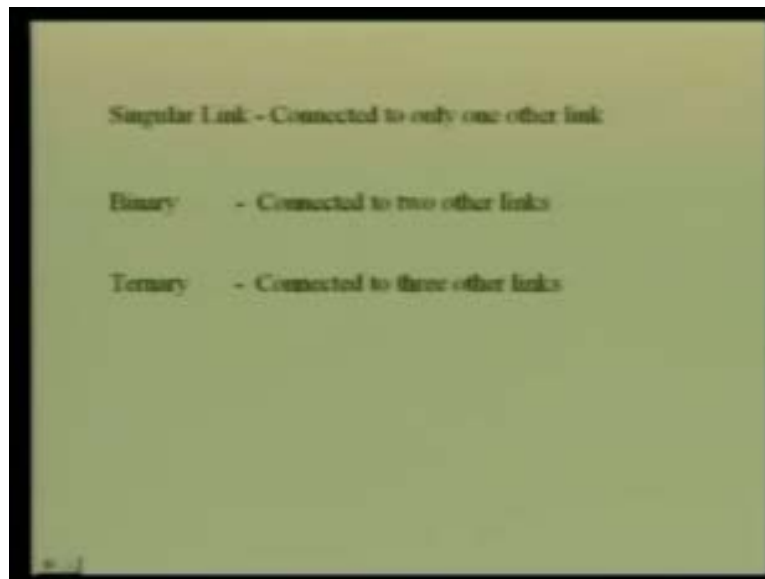 Singular Link - Connected to only one other link
Binary - Connected to two other links
Ternary - Connected to three other links